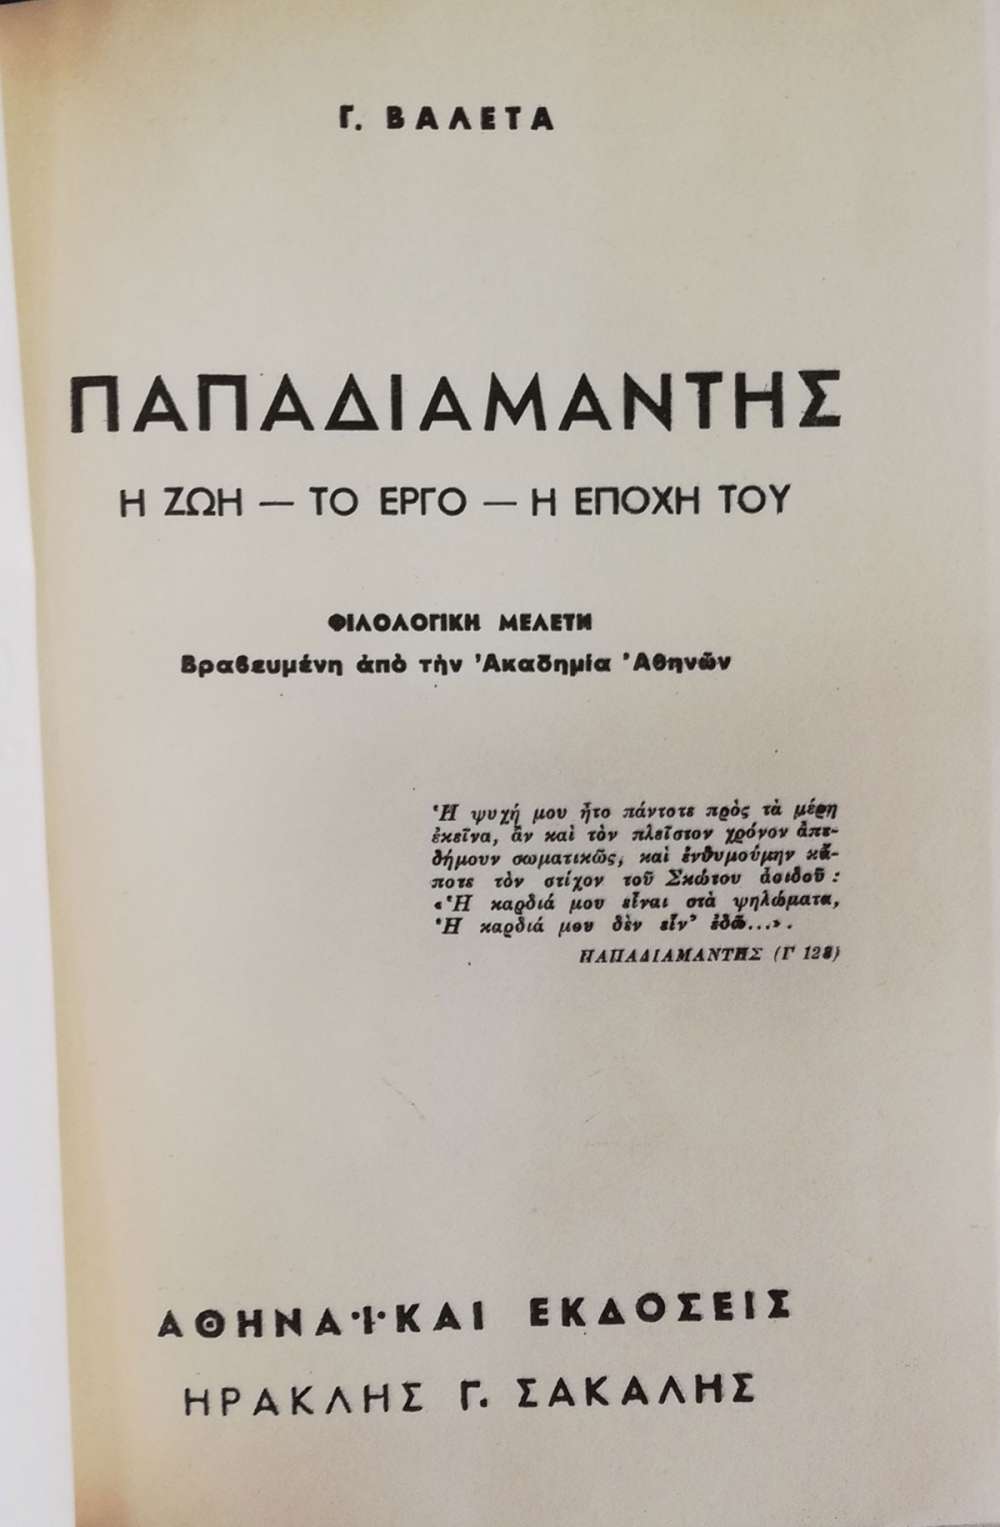 Γ. ΒΑΛΕΤΑ
ΠΑΠΑΔΙΑΜΑΝΤΗΣ
Η ΖΩΗ — ΤΟ ΕΡΓΟ — Η ΕΠΟΧΗ ΤΟΥ
ΦΙΛΟΛΟΓΙΚΗ ΜΕΛΕΤΗ
Βραβευμένη ἀπὸ τὴν Ἀκαδημία Ἀθηνῶν
Ἡ ψυχή μου ἦτο πάντοτε πρὸς τὰ μέρη
ἐκεῖνα, ἂν καὶ τὸν πλεῖστον χρόνον ἀπε-
δήμουν σωματικῶς, καὶ ἐνθυμούμην κά-
ποτε τὸν στίχον τοῦ Σκώτου ἀοιδοῦ :
«Ἡ καρδιά μου εἶναι στὰ ψηλώματα,
Ἡ καρδιά μου δὲν εἶν' ἐδῶ...».
ΠΑΠΑΔΙΑΜΑΝΤΗΣ (Γ 128)
ΑΘΗΝΑΪΚΑΙ ΕΚΔΟΣΕΙΣ
ΗΡΑΚΛΗΣ Γ. ΣΑΚΑΛΗΣ